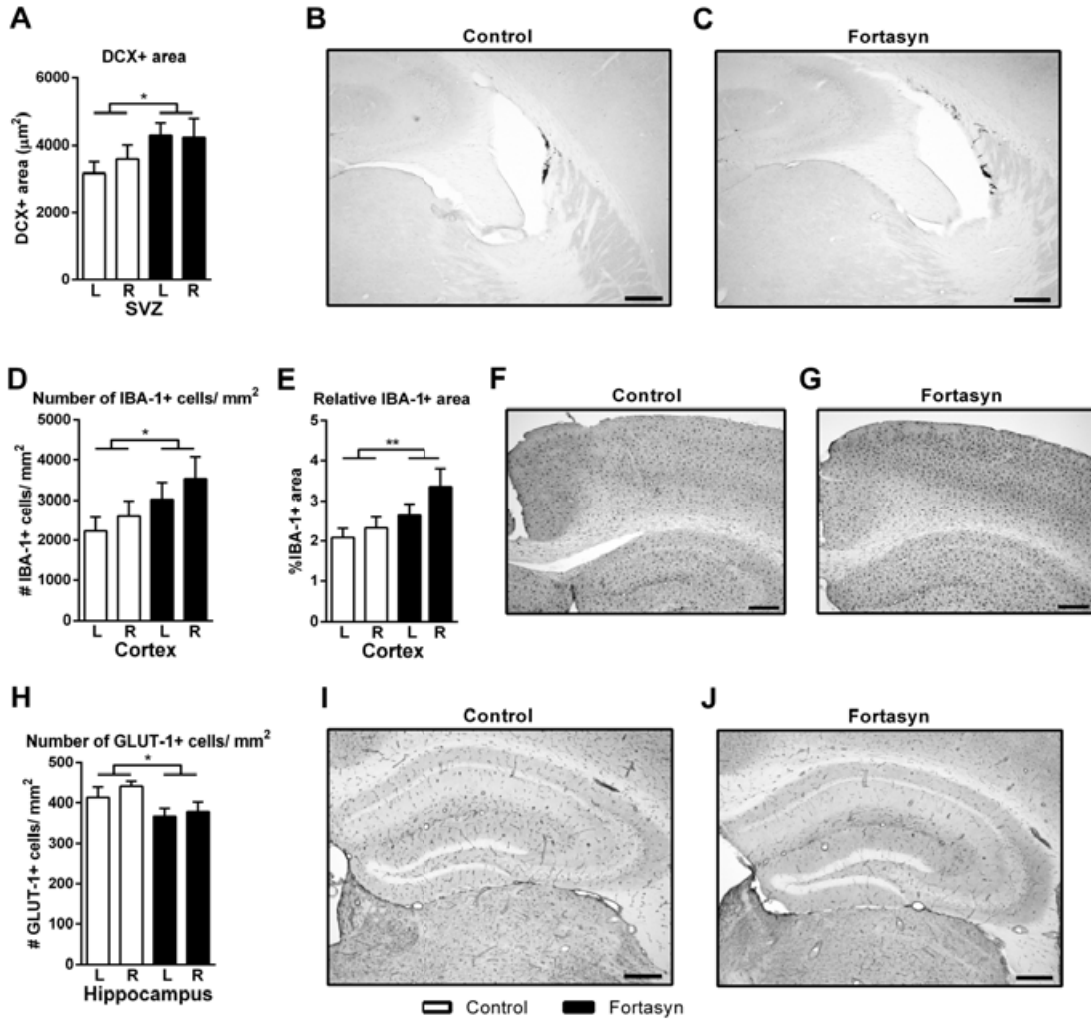 A
DCX+ area
DCX+ area (μm²)
6000
4000
2000
0
*
L R L R
SVZ
B
Control
C
Fortasyn
D
Number of IBA-1+ cells/ mm²
# IBA-1+ cells/ mm²
5000
4000
3000
2000
1000
0
*
L R L R
Cortex
E
Relative IBA-1+ area
%IBA-1+ area
5
4
3
2
1
0
**
L R L R
Cortex
F
Control
G
Fortasyn
H
Number of GLUT-1+ cells/ mm²
# GLUT-1+ cells/ mm²
500
400
300
200
100
0
*
L R L R
Hippocampus
I
Control
J
Fortasyn
Control Fortasyn